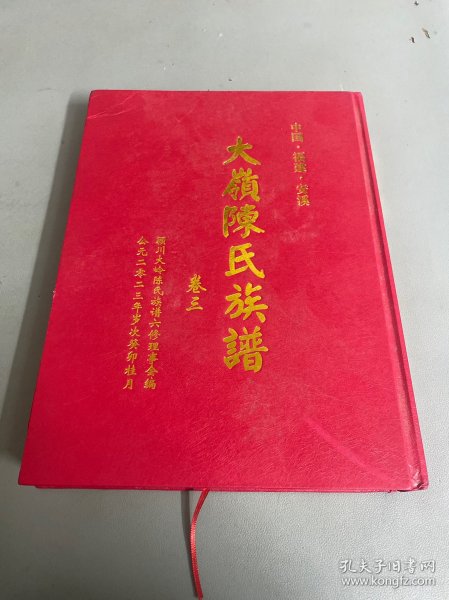 中国·福建·安溪
大嶺陳氏族譜
卷三
颍川大岭陈氏族谱六修理事会编
公元二零二三年岁次癸卯桂月
孔夫子旧书网
www.kongfz.com